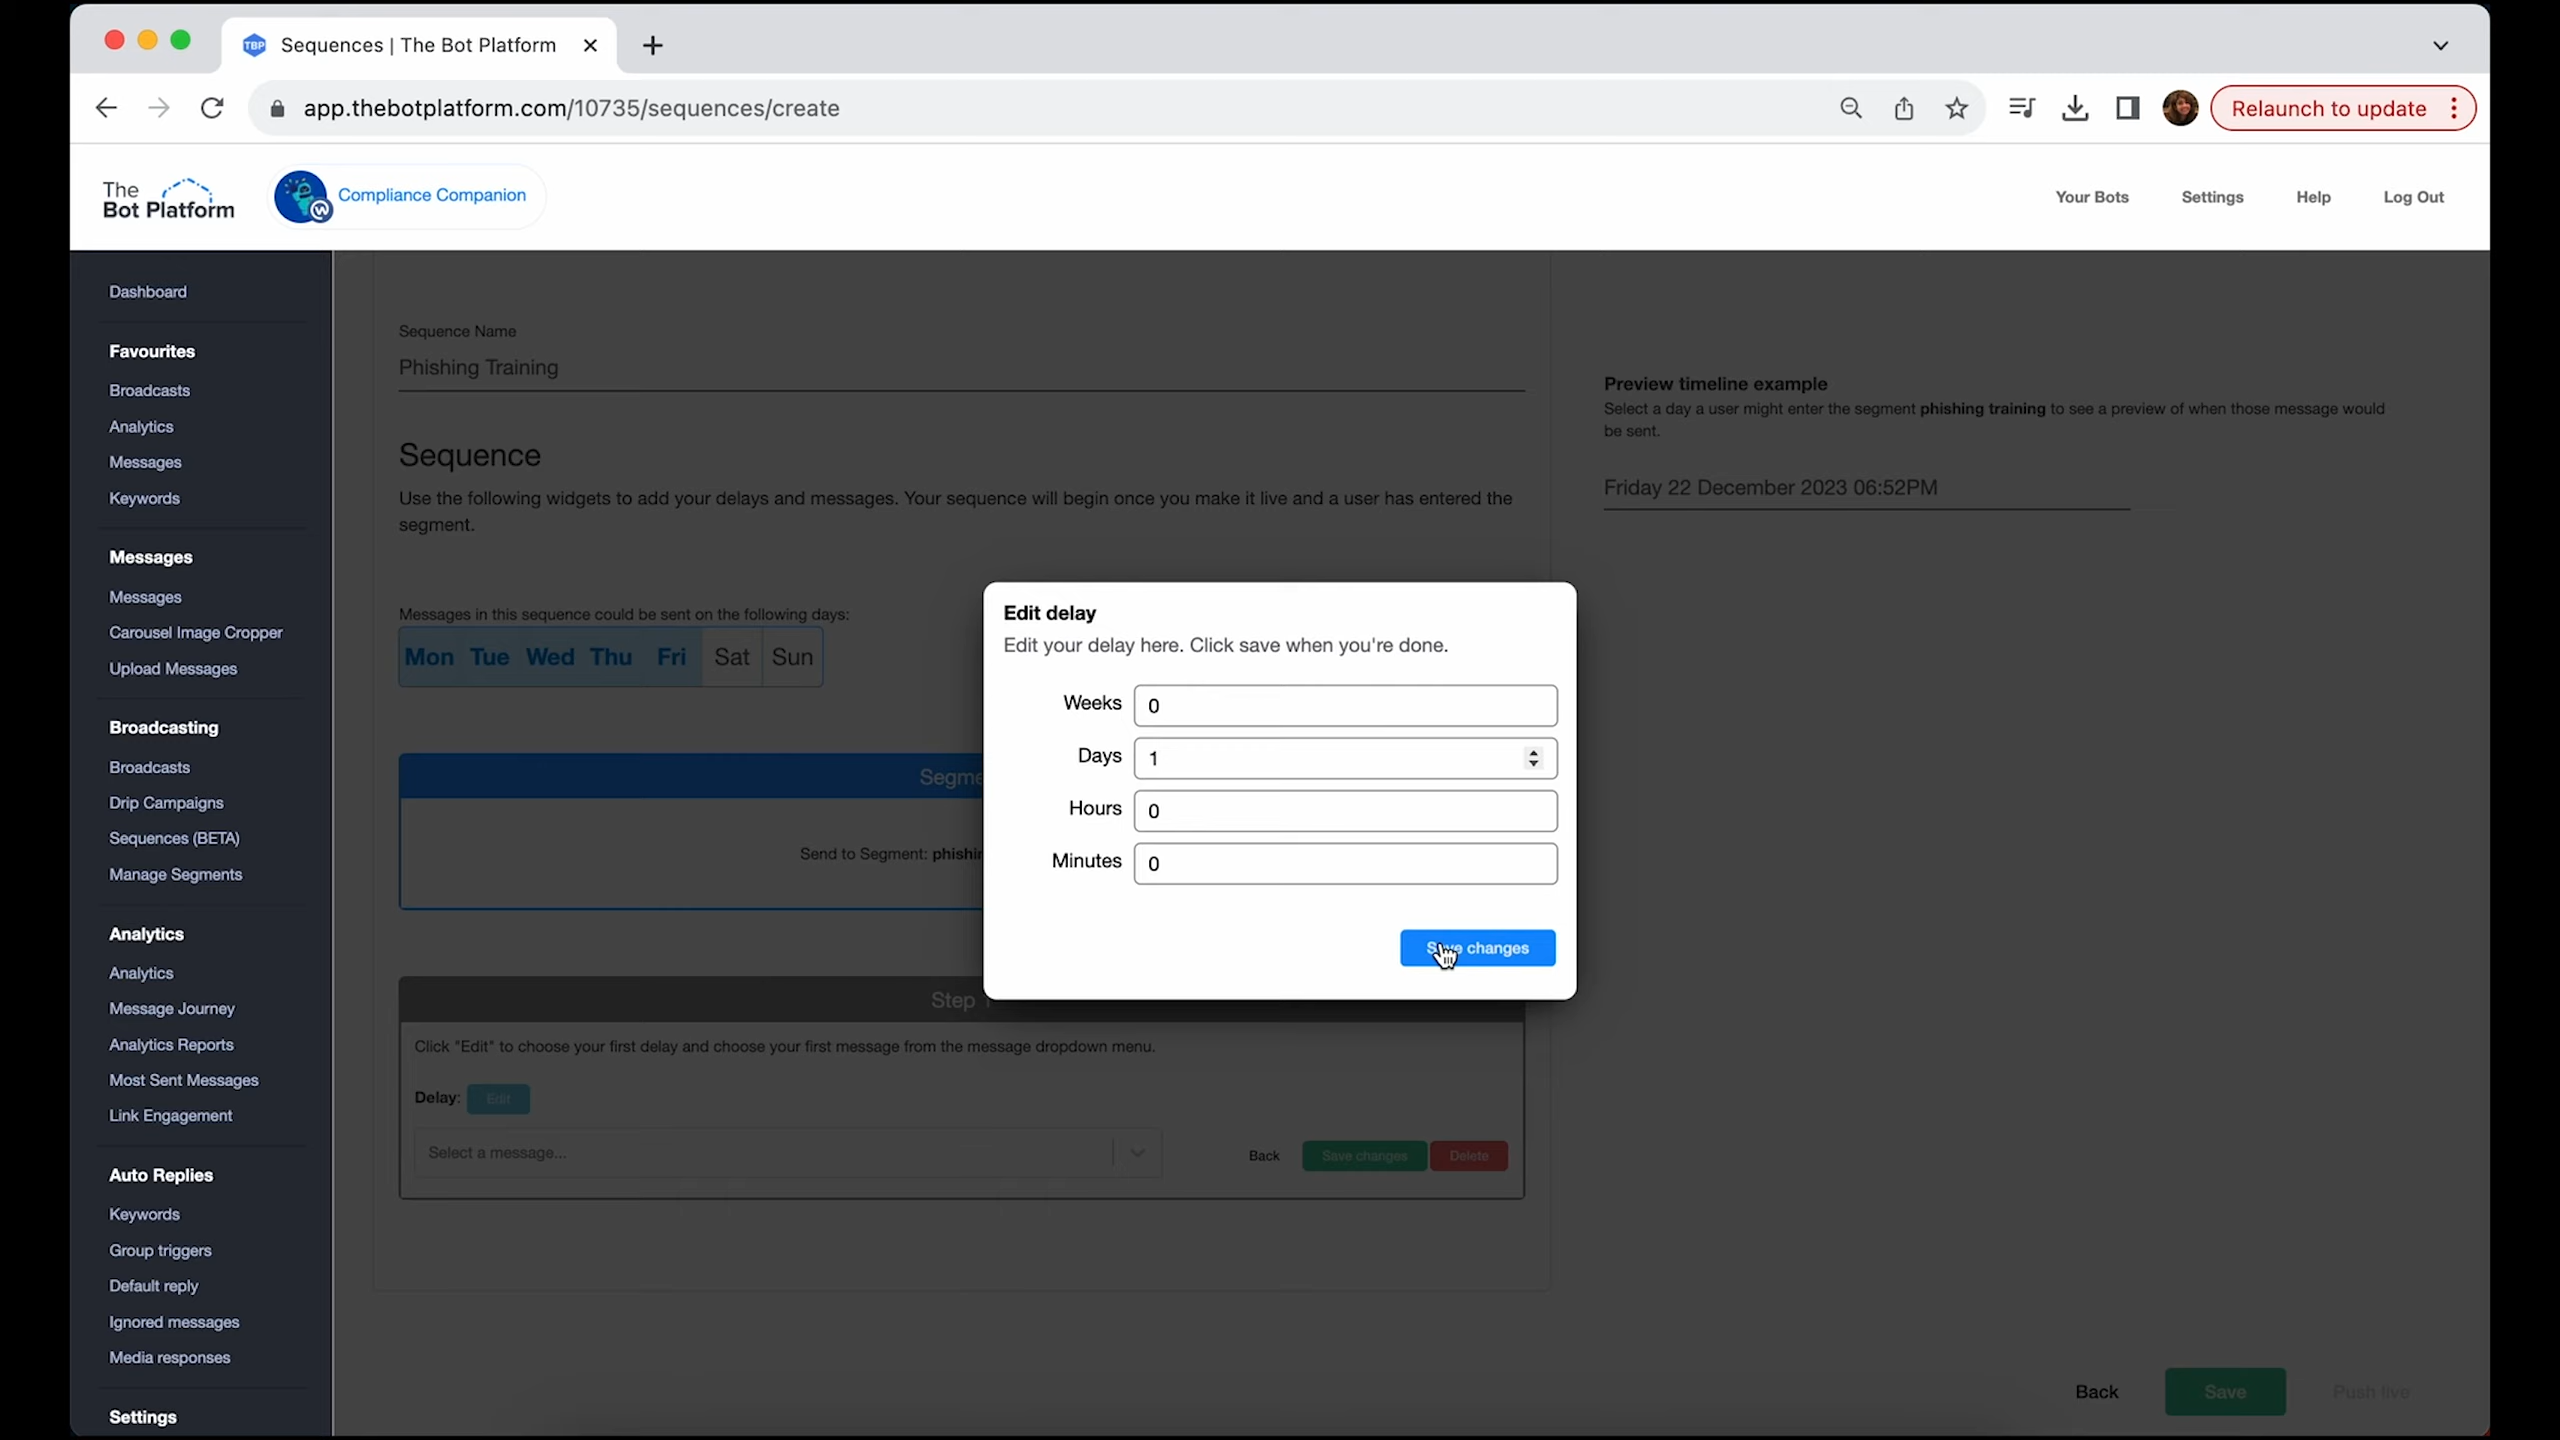 Sequences | The Bot Platform
app.thebotplatform.com/10735/sequences/create
Relaunch to update
The Bot Platform
Compliance Companion
Your Bots
Settings
Help
Log Out
Dashboard
Favourites
Broadcasts
Analytics
Messages
Keywords
Messages
Messages
Carousel Image Cropper
Upload Messages
Broadcasting
Broadcasts
Drip Campaigns
Sequences (BETA)
Manage Segments
Analytics
Analytics
Message Journey
Analytics Reports
Most Sent Messages
Link Engagement
Auto Replies
Keywords
Group triggers
Default reply
Ignored messages
Media responses
Settings
Sequence Name
Phishing Training
Sequence
Use the following widgets to add your delays and messages. Your sequence will begin once you make it live and a user has entered the
segment.
Messages in this sequence could be sent on the following days:
Mon Tue Wed Thu Fri Sat Sun
Send to Segment:
Step 1
Click "Edit" to choose your first delay and choose your first message from the message dropdown menu.
Delay: Edit
Select a message...
Back
Save changes
Delete
Preview timeline example
Select a day a user might enter the segment phishing training to see a preview of when those message would
be sent.
Friday 22 December 2023 06:52PM
Edit delay
Edit your delay here. Click save when you're done.
Weeks 0
Days 1
Hours 0
Minutes 0
Save changes
Back
Save
Push live